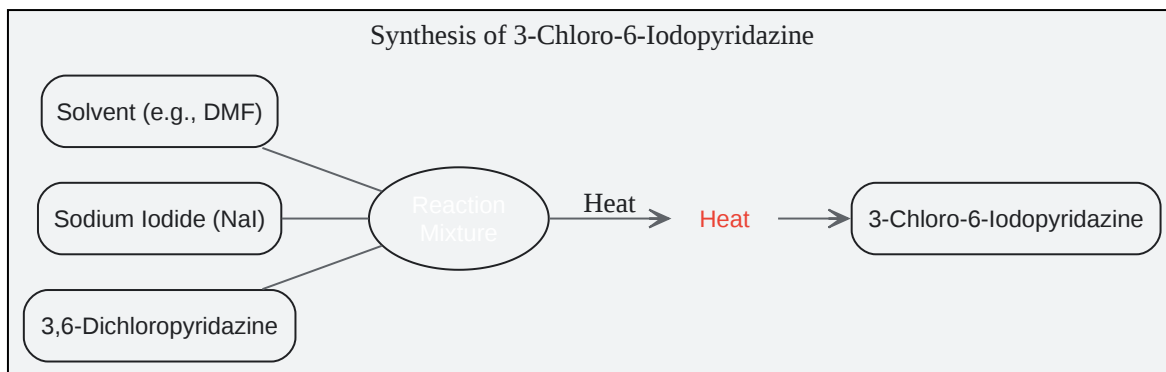 Synthesis of 3-Chloro-6-Iodopyridazine
Solvent (e.g., DMF)
Sodium Iodide (NaI)
3,6-Dichloropyridazine
Reaction
Mixture
Heat
Heat
3-Chloro-6-Iodopyridazine